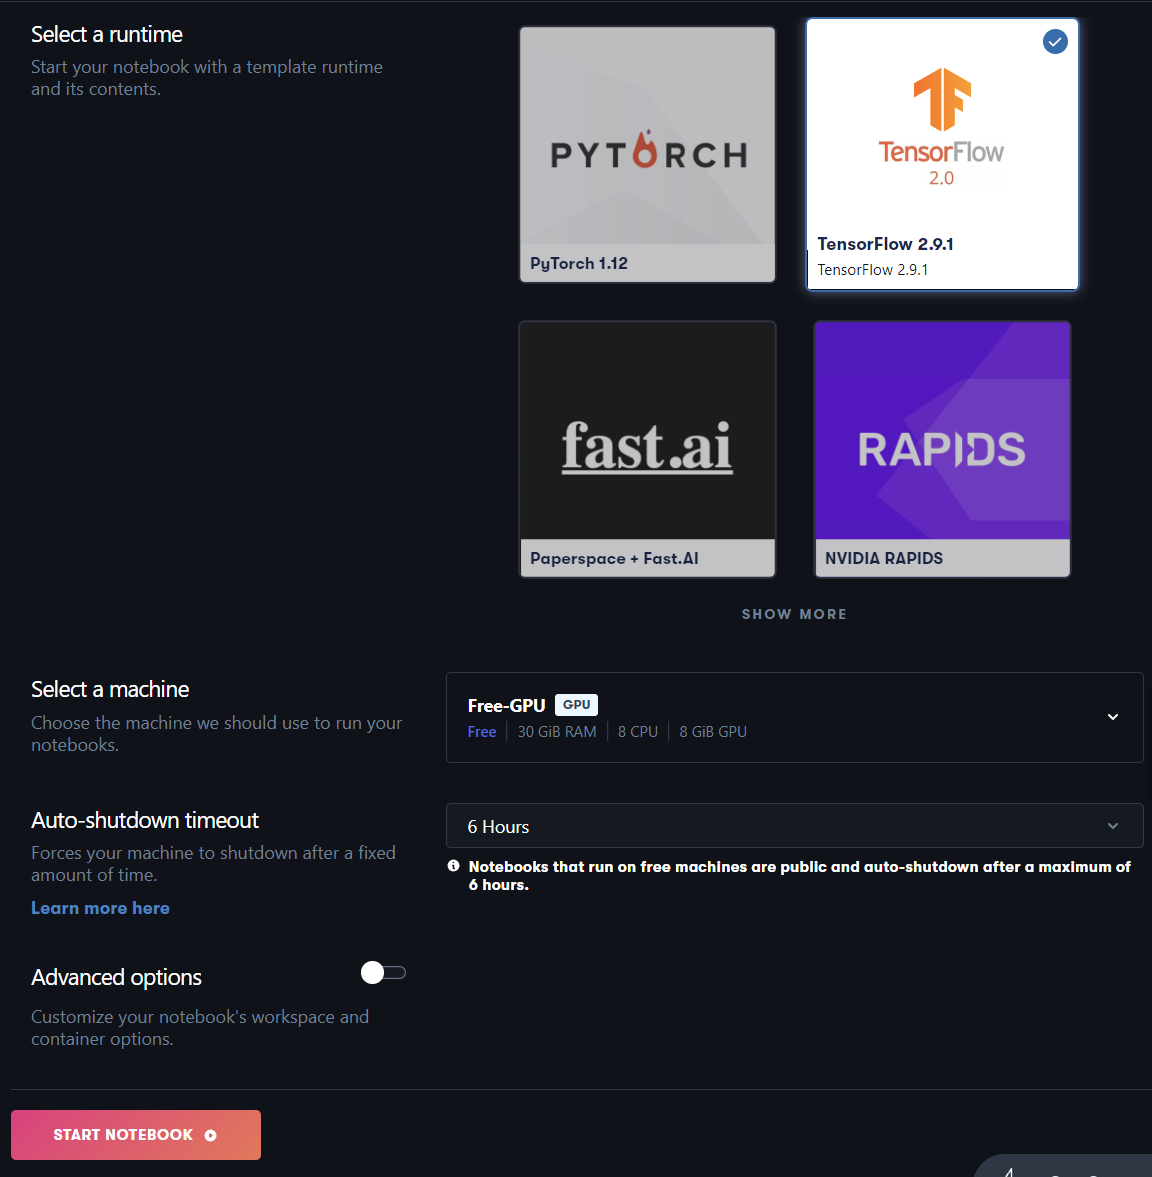 Select a runtime
Start your notebook with a template runtime
and its contents.
PYTORCH
PyTorch 1.12
TensorFlow
2.0
TensorFlow 2.9.1
TensorFlow 2.9.1
fast.ai
Paperspace + Fast.AI
RAPIDS
NVIDIA RAPIDS
SHOW MORE
Select a machine
Choose the machine we should use to run your
notebooks.
Free-GPU GPU
Free 30 GiB RAM 8 CPU 8 GiB GPU
Auto-shutdown timeout
Forces your machine to shutdown after a fixed
amount of time.
Learn more here
6 Hours
Notebooks that run on free machines are public and auto-shutdown after a maximum of
6 hours.
Advanced options
Customize your notebook's workspace and
container options.
START NOTEBOOK